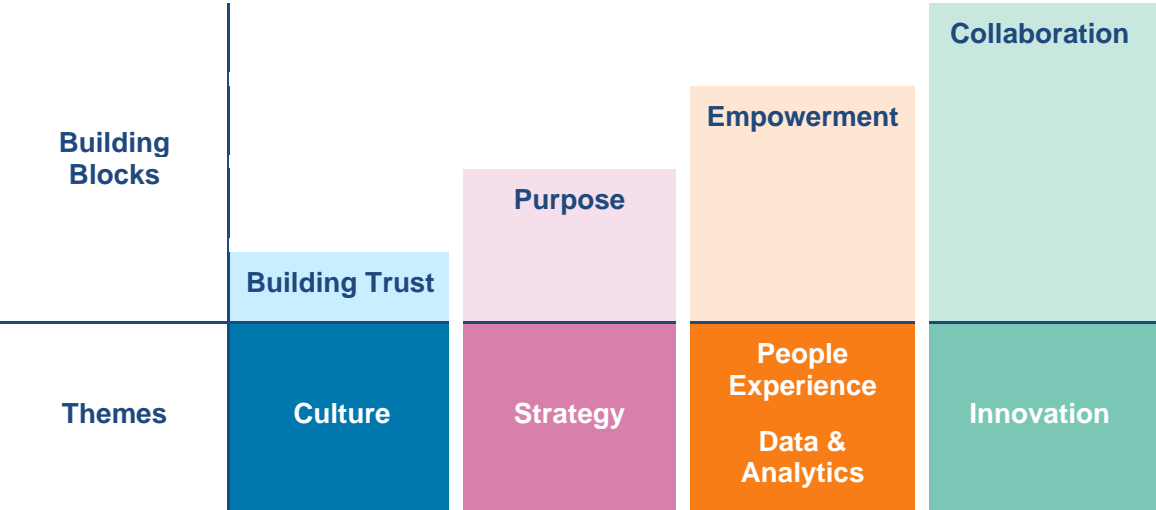 Collaboration
Empowerment
Building
Blocks
Purpose
Building Trust
Themes
Culture
Strategy
People
Experience
Data &
Analytics
Innovation